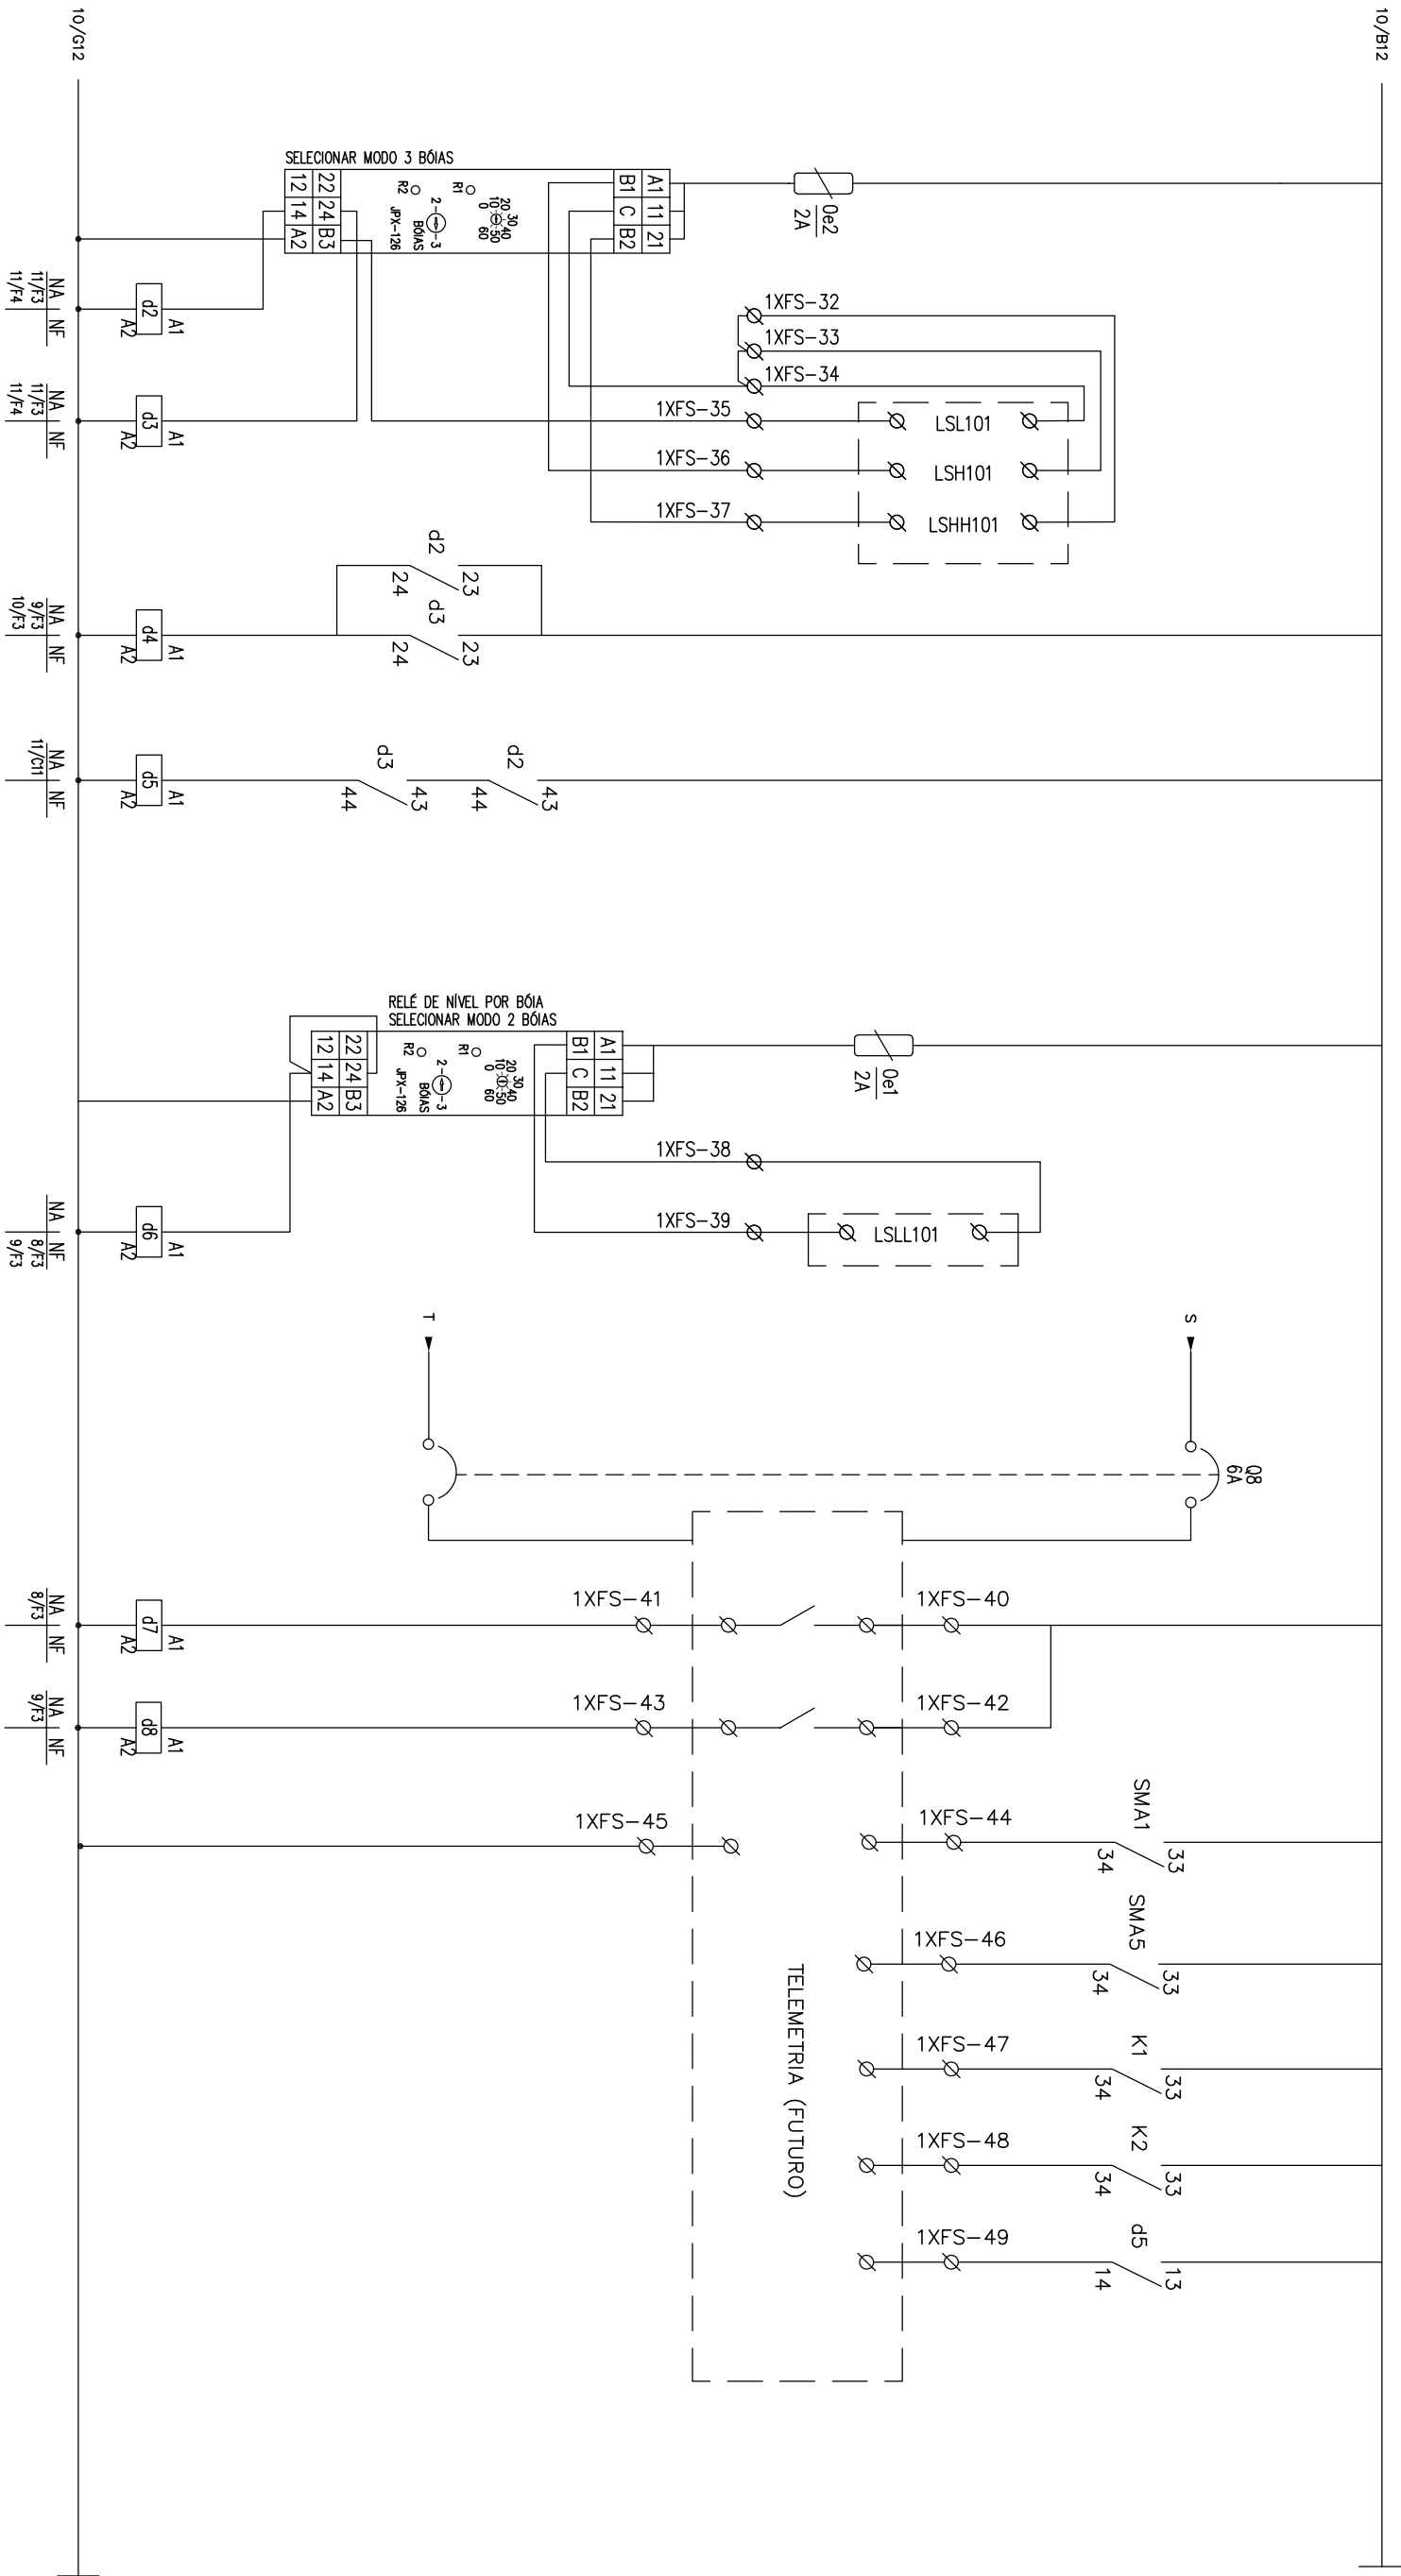 10/G12
10/B12
SELECIONAR MODO 3 BÓIAS
12 22
14 24
A2 B3
R2
R1
2 3
BÓIAS
JPX-126
0 10 20 30 40 50 60
B1 A1
C 11
B2 21
0e2
2A
1XFS-32
1XFS-33
1XFS-34
1XFS-35
1XFS-36
1XFS-37
LSL101
LSH101
LSHH101
NA NF
11/F3
11/F4
d2
A1
A2
NA NF
11/F3
11/F4
d3
A1
A2
d2
23
24
d3
23
24
NA NF
9/F3
10/F3
d4
A1
A2
d3
43
44
d2
43
44
NA NF
11/C11
d5
A1
A2
RELÉ DE NÍVEL POR BÓIA
SELECIONAR MODO 2 BÓIAS
12 22
14 24
A2 B3
R2
R1
2 3
BÓIAS
JPX-126
0 10 20 30 40 50 60
B1 A1
C 11
B2 21
0e1
2A
1XFS-38
1XFS-39
LSLL101
NA NF
8/F3
9/F3
d6
A1
A2
T
S
Q8
6A
NA NF
8/F3
d7
A1
A2
1XFS-41
1XFS-40
NA NF
9/F3
d8
A1
A2
1XFS-43
1XFS-42
1XFS-45
1XFS-44
SMA1
33
34
1XFS-46
SMA5
33
34
TELEMETRIA (FUTURO)
1XFS-47
K1
33
34
1XFS-48
K2
33
34
1XFS-49
d5
13
14